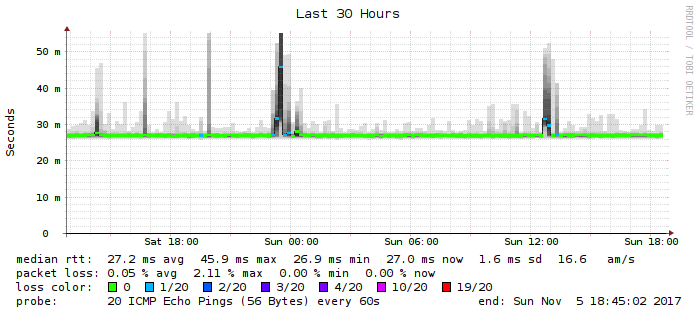 Last 30 Hours
RRDTOOL / TOBI OETIKER
Seconds
50 m
40 m
30 m
20 m
10 m
0
Sat 18:00 Sun 00:00 Sun 06:00 Sun 12:00 Sun 18:00
median rtt: 27.2 ms avg 45.9 ms max 26.9 ms min 27.0 ms now 1.6 ms sd 16.6 am/s
packet loss: 0.05 % avg 2.11 % max 0.00 % min 0.00 % now
loss color: 0 1/20 2/20 3/20 4/20 10/20 19/20
probe: 20 ICMP Echo Pings (56 Bytes) every 60s end: Sun Nov 5 18:45:02 2017